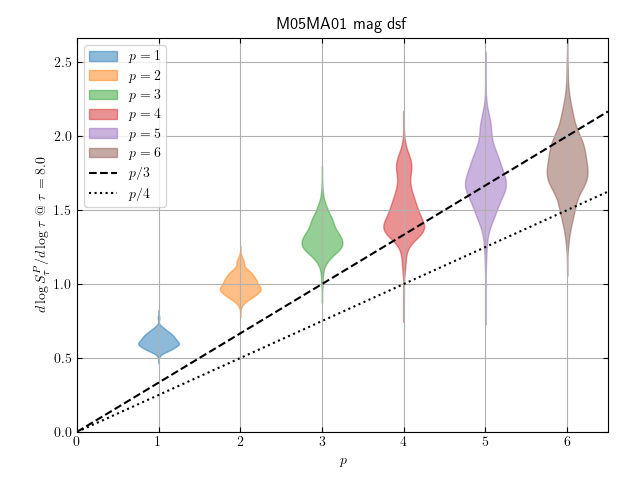 M05MA01 mag dsf
p = 1
p = 2
p = 3
p = 4
p = 5
p = 6
p/3
p/4
d log S_τ^P / d log τ @ τ = 8.0
2.5
2.0
1.5
1.0
0.5
0.0
0 1 2 3 4 5 6
p